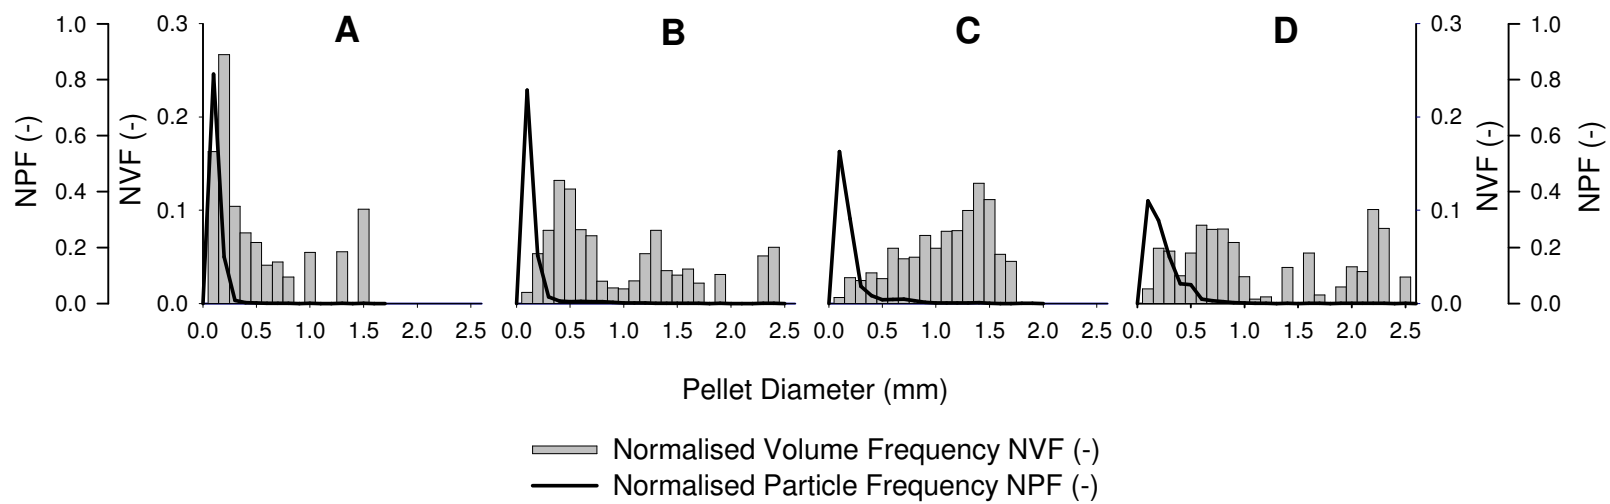 A B C D
1.0 0.8 0.6 0.4 0.2 0.0
NPF (-)
0.3 0.2 0.1 0.0
NVF (-)
0.0 0.5 1.0 1.5 2.0 2.5
0.0 0.5 1.0 1.5 2.0 2.5
0.0 0.5 1.0 1.5 2.0 2.5
0.0 0.5 1.0 1.5 2.0 2.5
0.3 0.2 0.1 0.0
NVF (-)
1.0 0.8 0.6 0.4 0.2 0.0
NPF (-)
Pellet Diameter (mm)
Normalised Volume Frequency NVF (-)
Normalised Particle Frequency NPF (-)